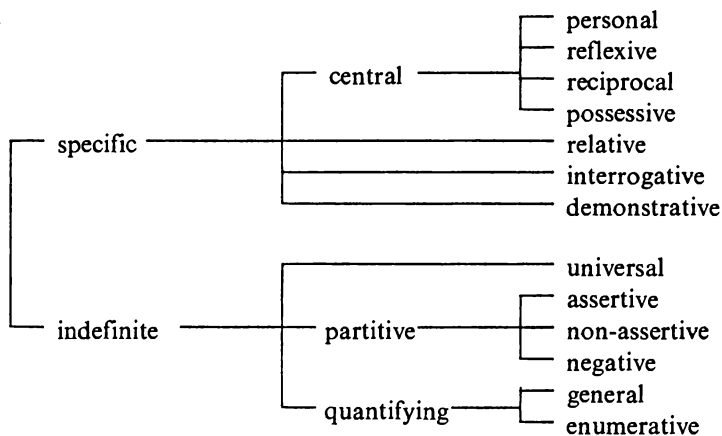 personal
reflexive
central
reciprocal
possessive
specific
relative
interrogative
demonstrative
universal
assertive
indefinite
partitive
non-assertive
negative
general
quantifying
enumerative